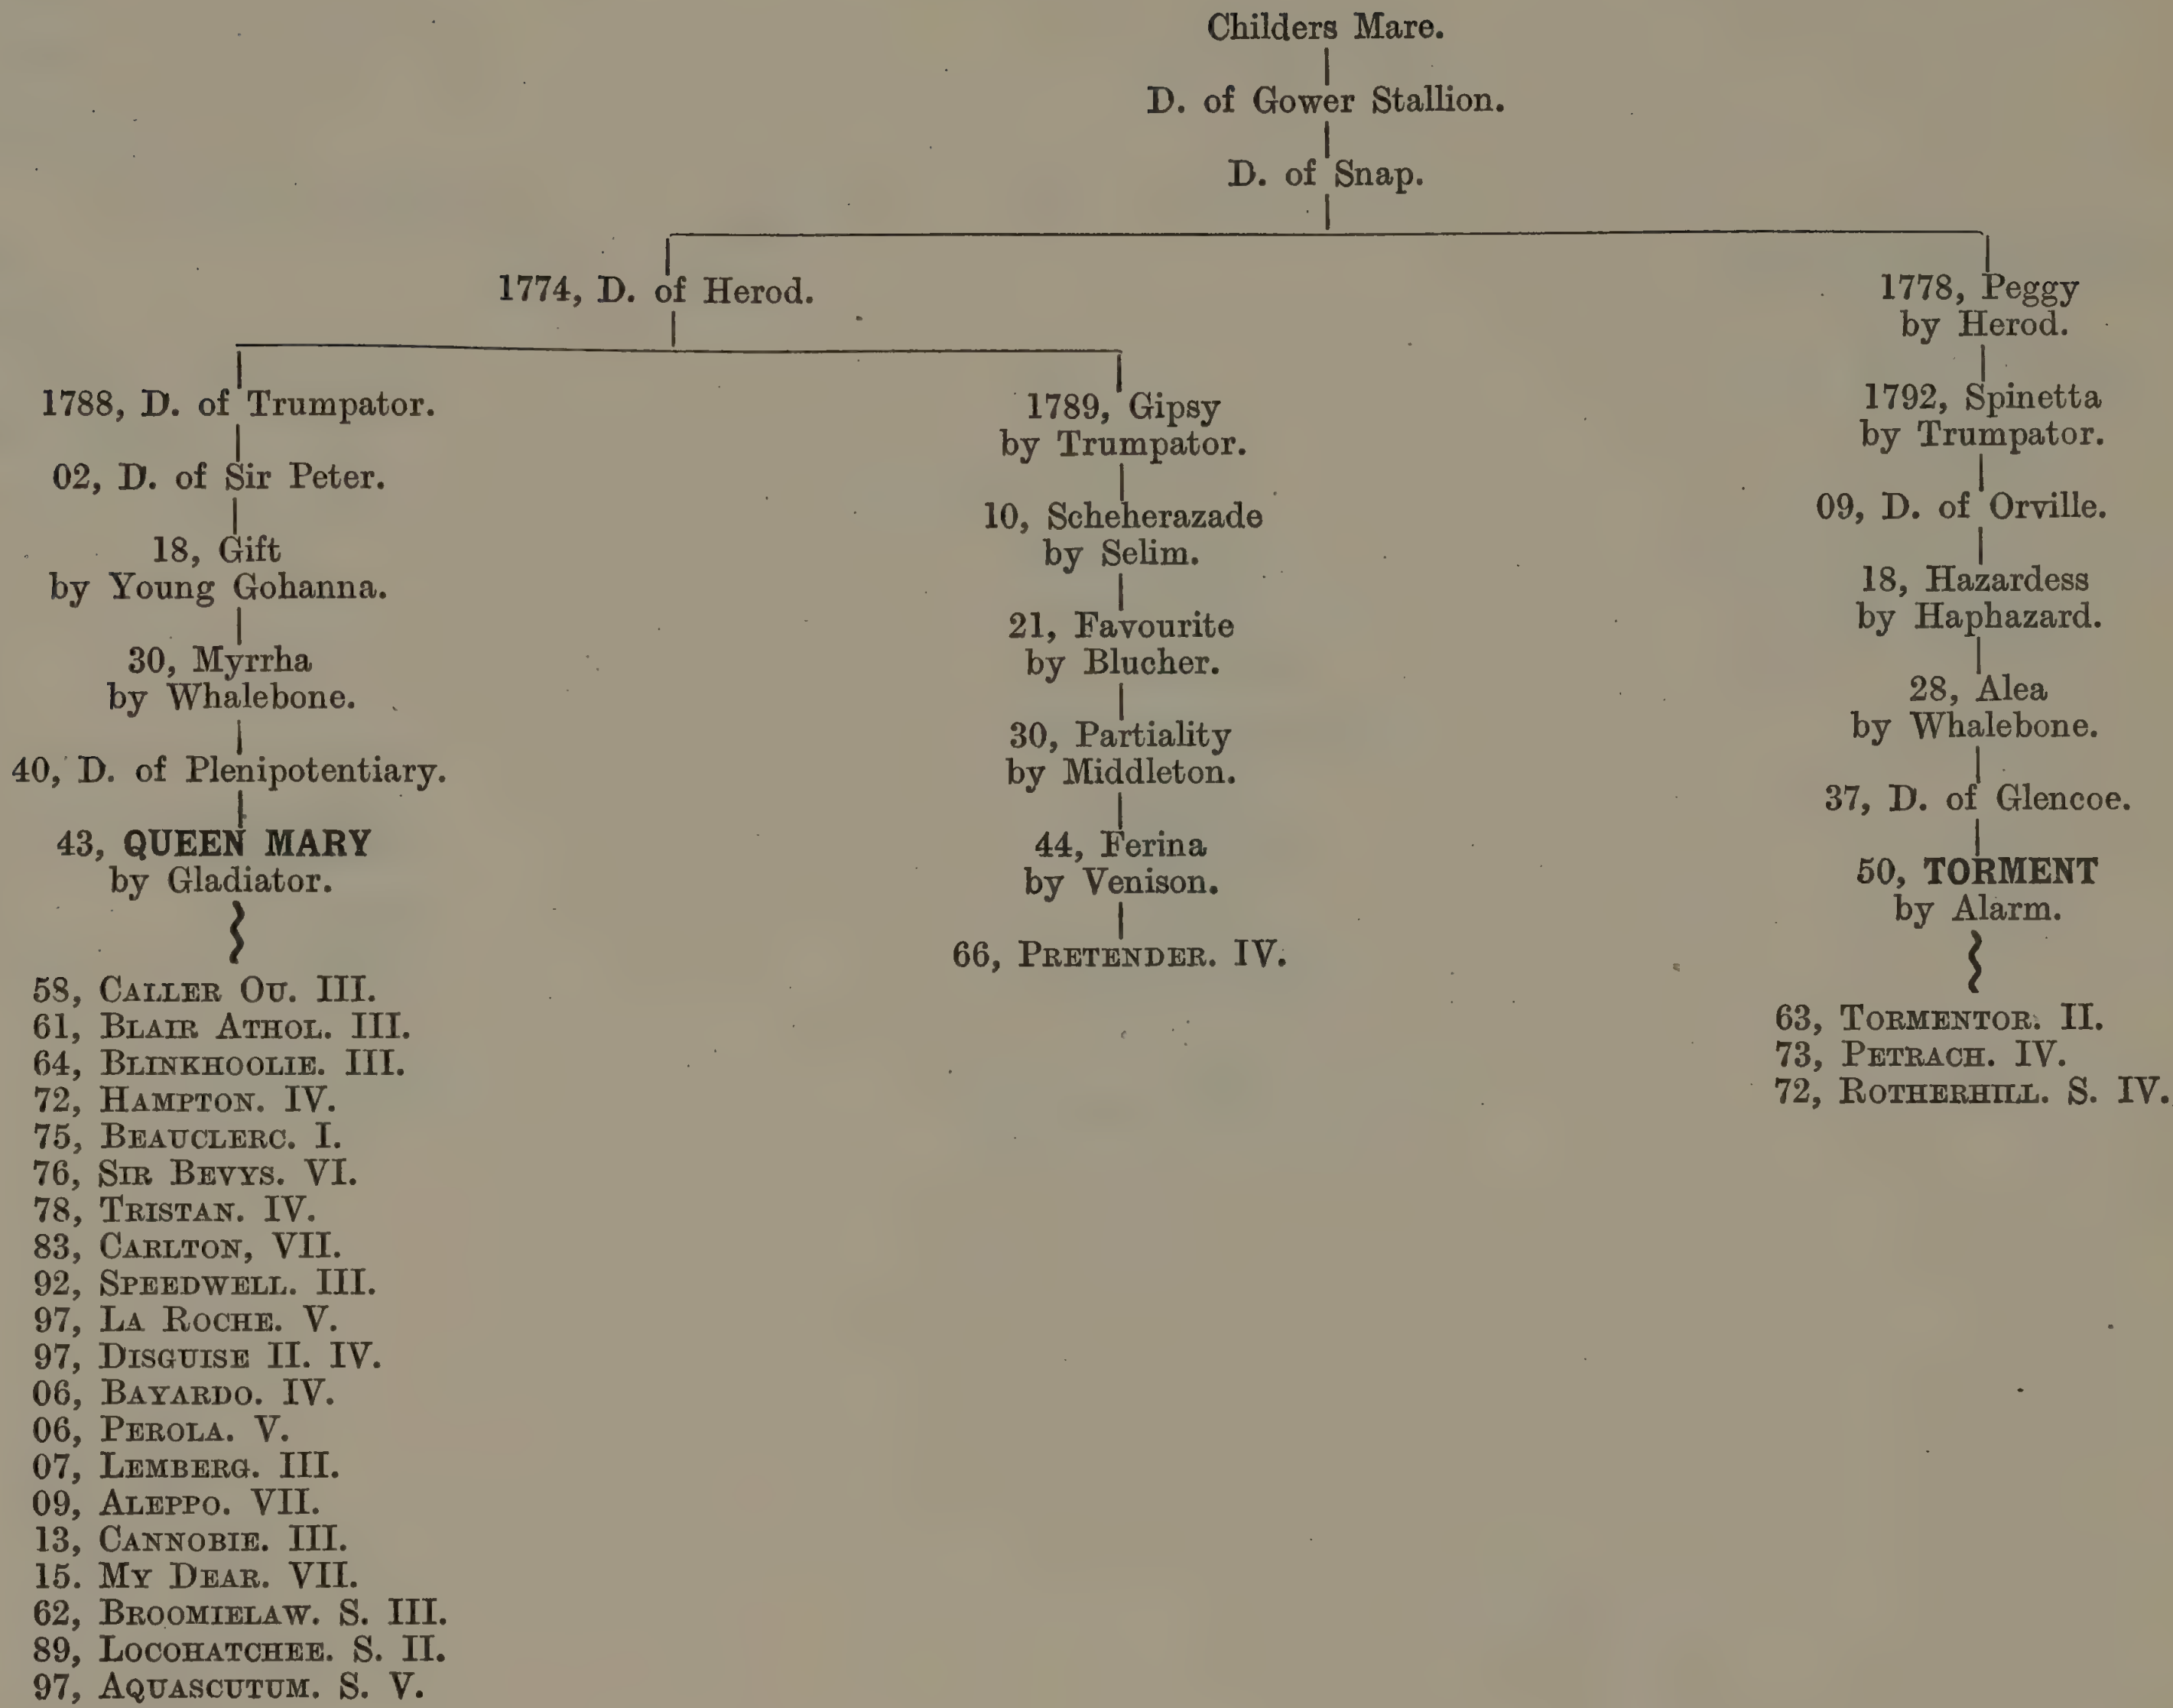 Childers Mare.
D. of Gower Stallion.
D. of Snap.
1774, D. of Herod.
1788, D. of Trumpator.
02, D. of Sir Peter.
18, Gift
by Young Gohanna.
30, Myrrha
by Whalebone.
40, D. of Plenipotentiary.
43, QUEEN MARY
by Gladiator.
58, CALLER OU. III.
61, BLAIR ATHOL. III.
64, BLINKHOOLIE. III.
72, HAMPTON. IV.
75, BEAUCLERC. I.
76, SIR BEVYS. VI.
78, TRISTAN. IV.
83, CARLTON, VII.
92, SPEEDWELL. III.
97, LA ROCHE. V.
97, DISGUISE II. IV.
06, BAYARDO. IV.
06, PEROLA. V.
07, LEMBERG. III.
09, ALEPPO. VII.
13, CANNOBIE. III.
15. MY DEAR. VII.
62, BROOMIELAW. S. III.
89, LOCOHATCHEE. S. II.
97, AQUASCUTUM. S. V.
1789, Gipsy
by Trumpator.
10, Scheherazade
by Selim.
21, Favourite
by Blucher.
30, Partiality
by Middleton.
44, Ferina
by Venison.
66, PRETENDER. IV.
1778, Peggy
by Herod.
1792, Spinetta
by Trumpator.
09, D. of Orville.
18, Hazardess
by Haphazard.
28, Alea
by Whalebone.
37, D. of Glencoe.
50, TORMENT
by Alarm.
63, TORMENTOR. II.
73, PETRACH. IV.
72, ROTHERHILL. S. IV.